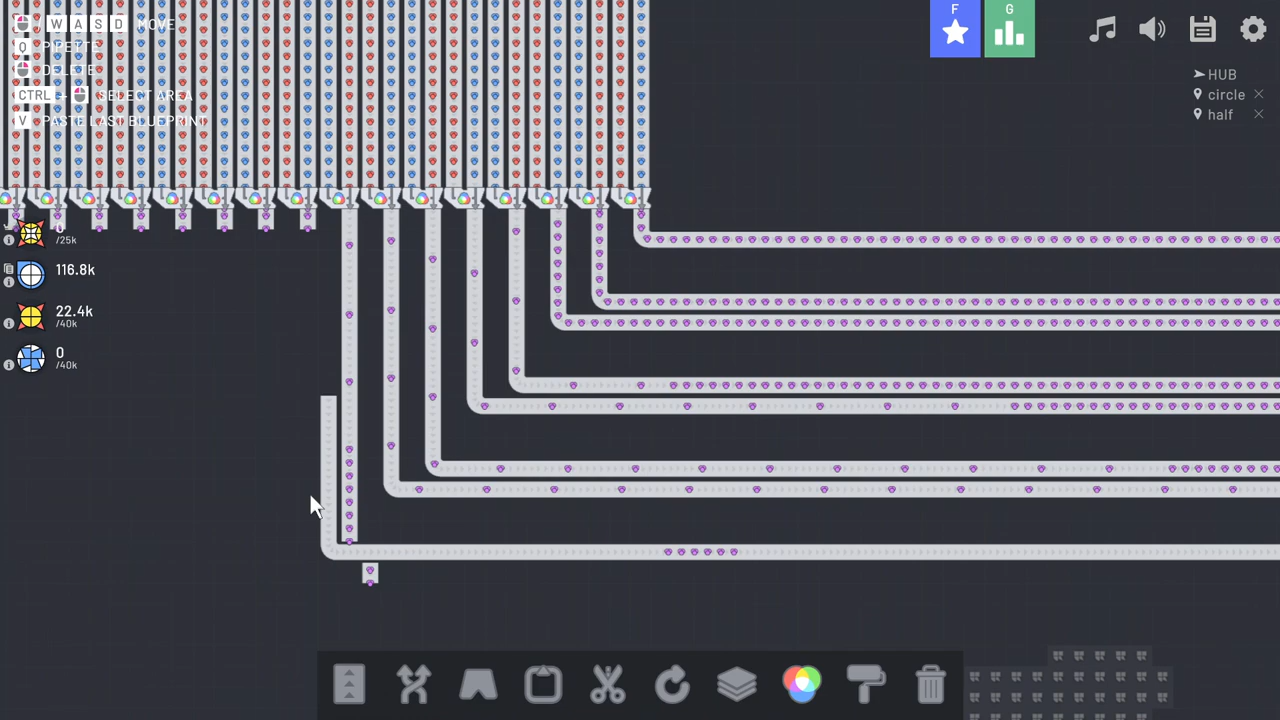 W A S D MOVE
Q PIPETTE
DELETE
CTRL + SELECT AREA
V PASTE LAST BLUEPRINT
F
G
HUB
circle
half
0
/25k
116.8k
22.4k
/40k
0
/40k